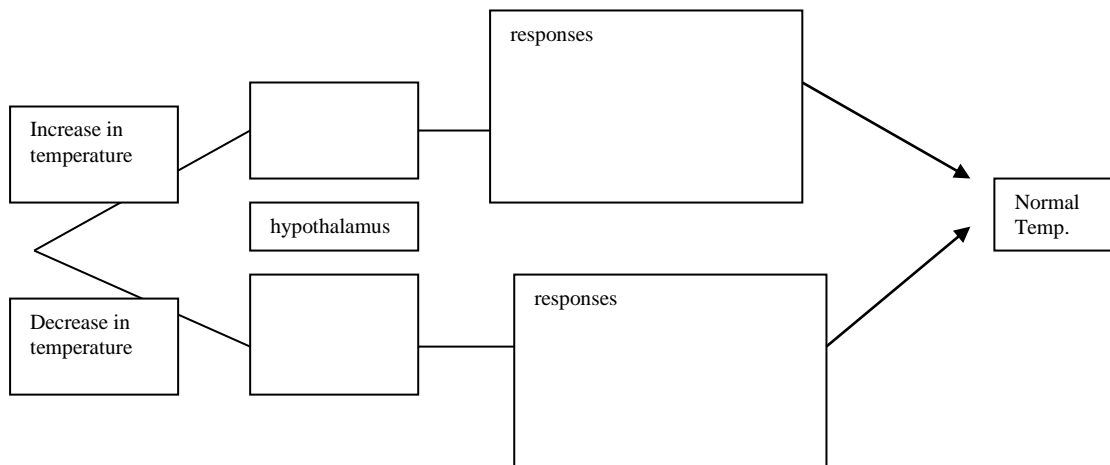 responses
Increase in
temperature
hypothalamus
Normal
Temp.
responses
Decrease in
temperature